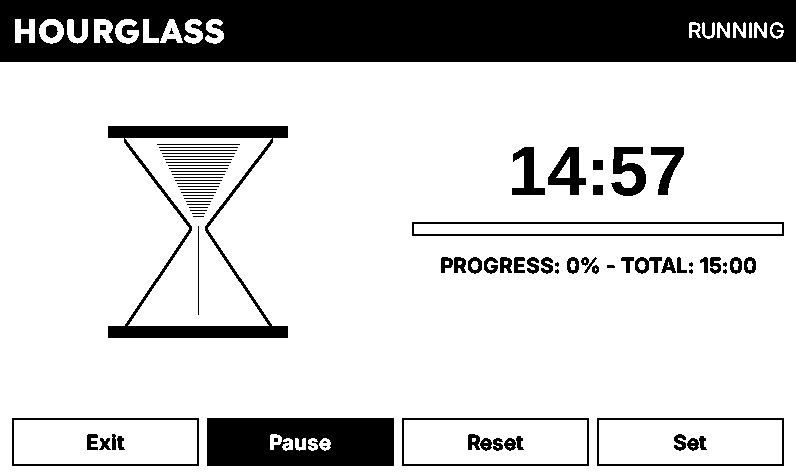 HOURGLASS
RUNNING
14:57
PROGRESS: 0% - TOTAL: 15:00
Exit
Pause
Reset
Set